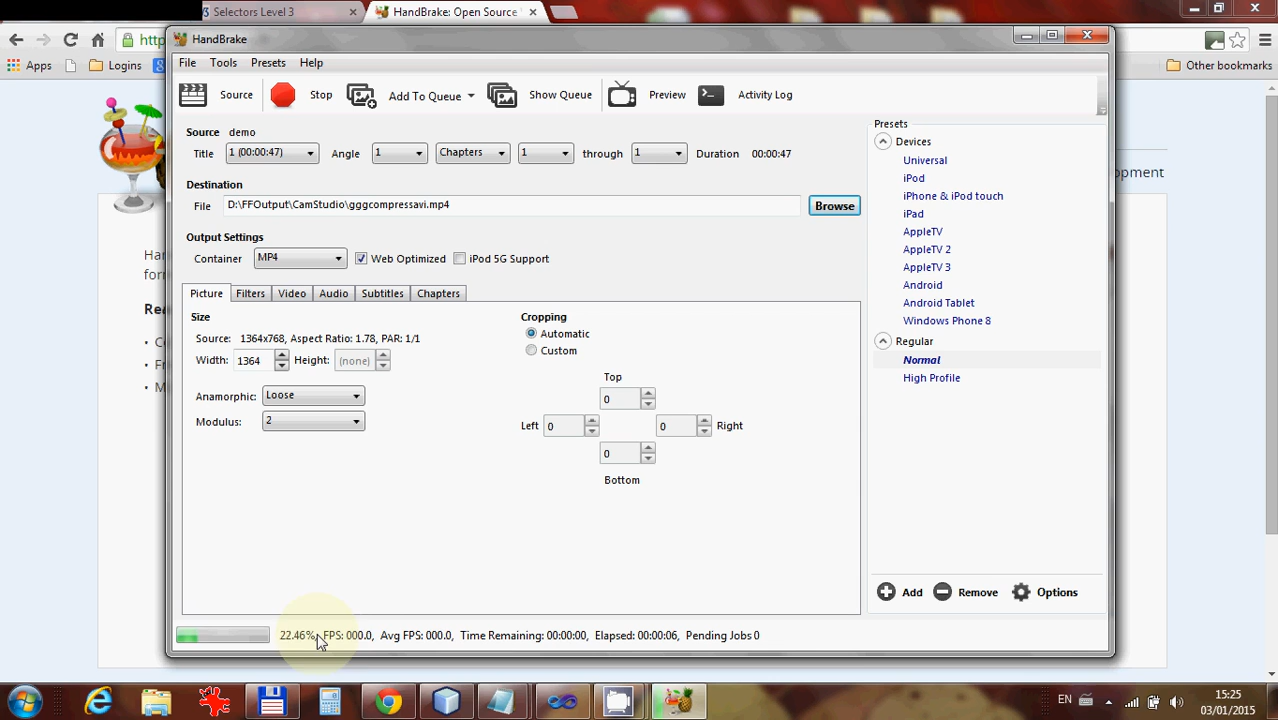 Selectors Level 3
HandBrake: Open Source
http
Apps
Logins
Other bookmarks
HandBrake
File Tools Presets Help
Source Stop Add To Queue Show Queue Preview Activity Log
Source demo
Title 1 (00:00:47) Angle 1 Chapters 1 through 1 Duration 00:00:47
Destination
File D:\FFOutput\CamStudio\gggcompressavi.mp4 Browse
Output Settings
Container MP4 Web Optimized iPod 5G Support
Picture Filters Video Audio Subtitles Chapters
Size
Source: 1364x768, Aspect Ratio: 1.78, PAR: 1/1
Width: 1364 Height: (none)
Anamorphic: Loose
Modulus: 2
Cropping
Automatic
Custom
Top
0
Left 0 0 Right
0
Bottom
Presets
Devices
Universal
iPod
iPhone & iPod touch
iPad
AppleTV
AppleTV 2
AppleTV 3
Android
Android Tablet
Windows Phone 8
Regular
Normal
High Profile
Add Remove Options
22.46%, FPS: 000.0, Avg FPS: 000.0, Time Remaining: 00:00:00, Elapsed: 00:00:06, Pending Jobs 0
opment
Han
for
Rea
EN
15:25
03/01/2015